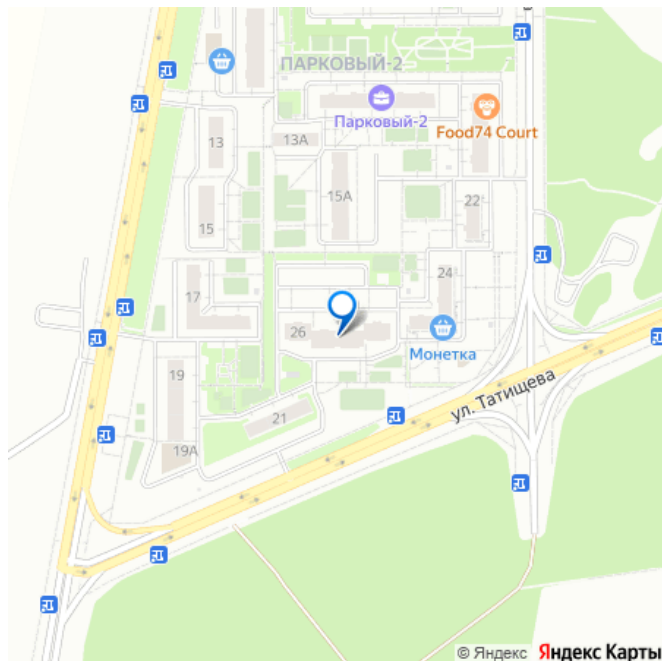 ПАРКОВЫЙ-2
Парковый-2
Food74 Court
13
13А
15А
22
15
24
17
26
Монетка
19
ул. Татищева
21
19А
© Яндекс Яндекс Карты